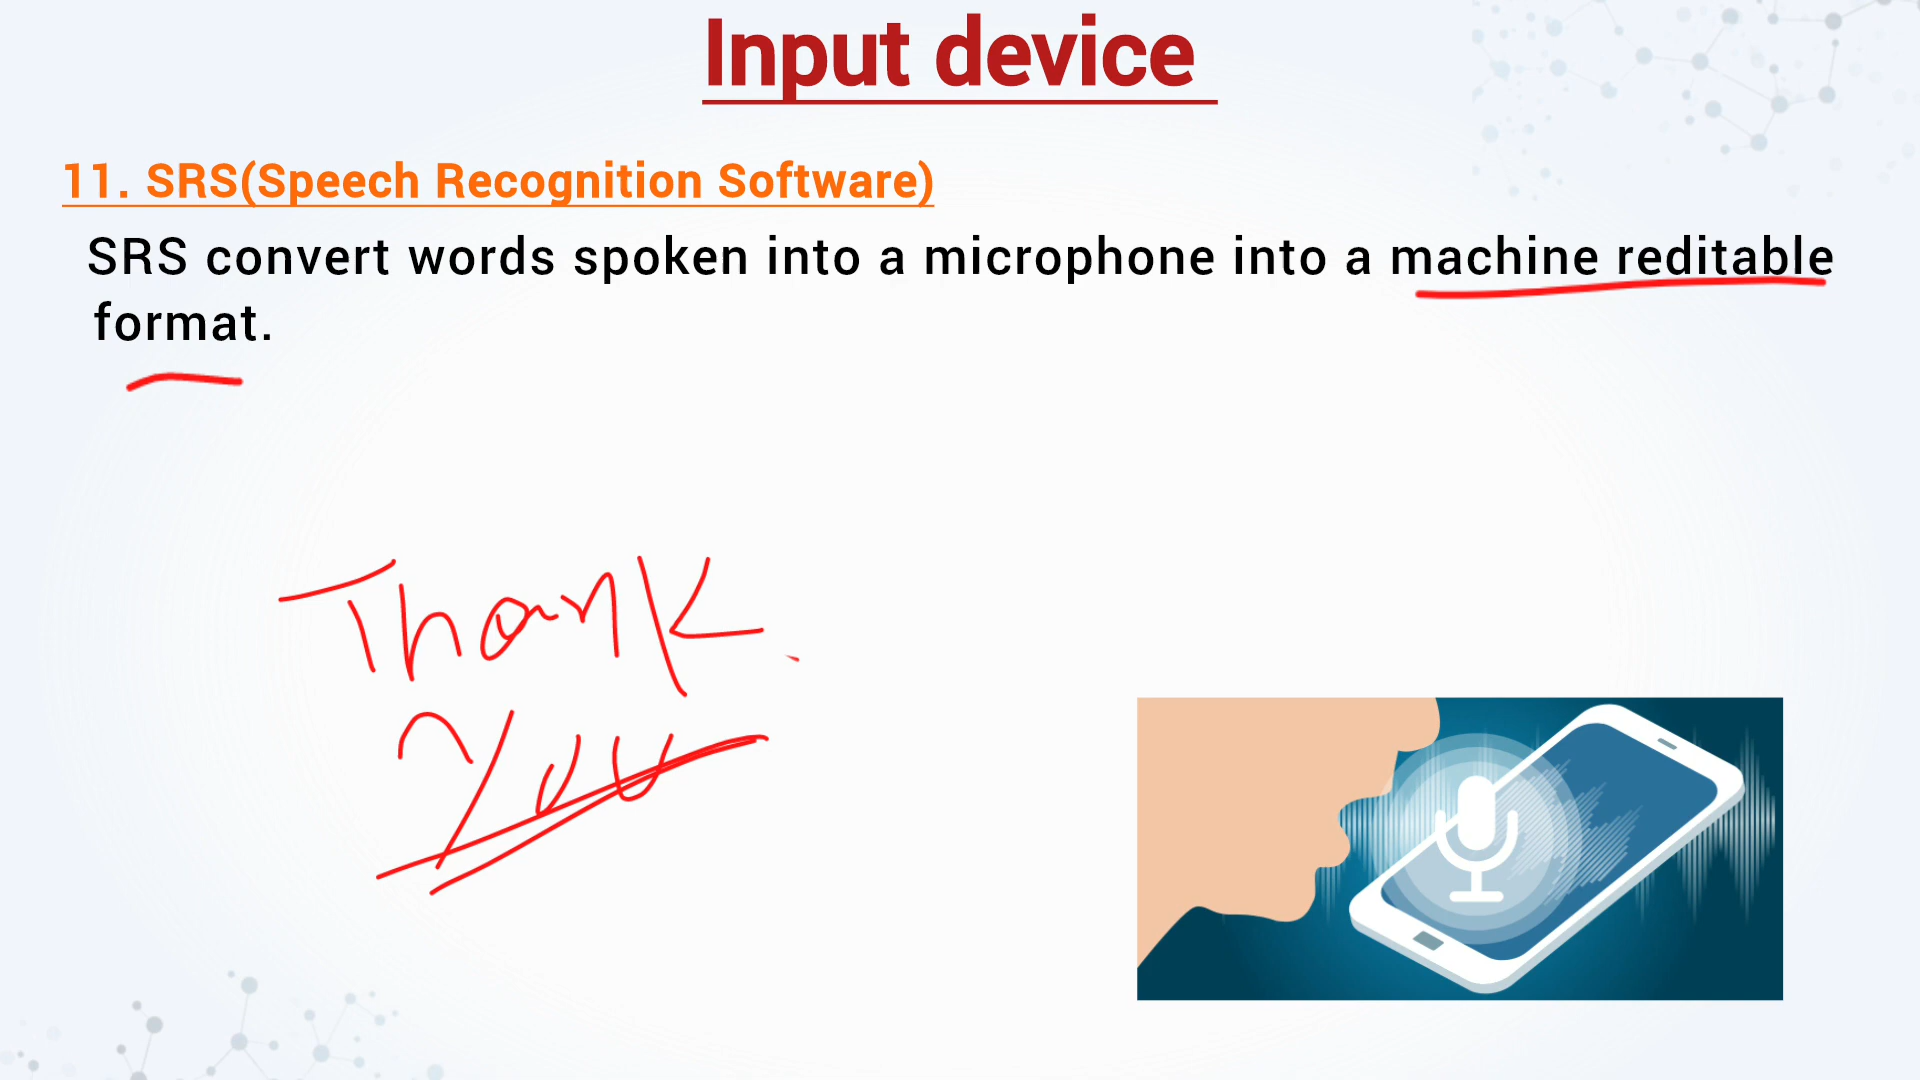 Input device
11. SRS(Speech Recognition Software)
SRS convert words spoken into a microphone into a machine reditable
format.
Thank
You